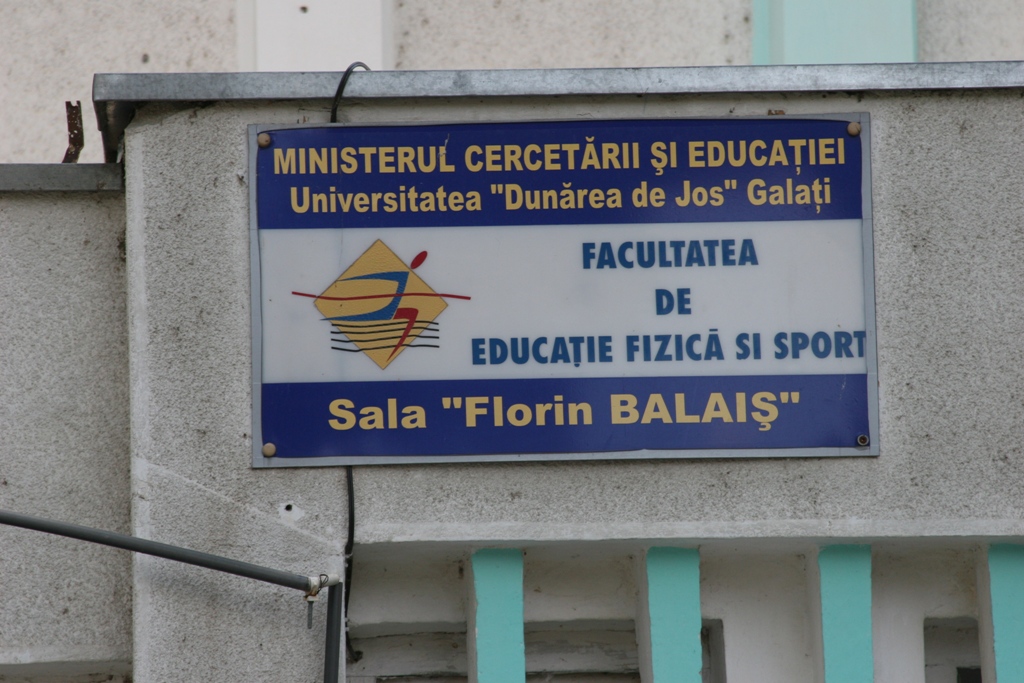 MINISTERUL CERCETĂRII ŞI EDUCAŢIEI
Universitatea "Dunărea de Jos" Galaţi
FACULTATEA
DE
EDUCAŢIE FIZICĂ SI SPORT
Sala "Florin BALAIŞ"